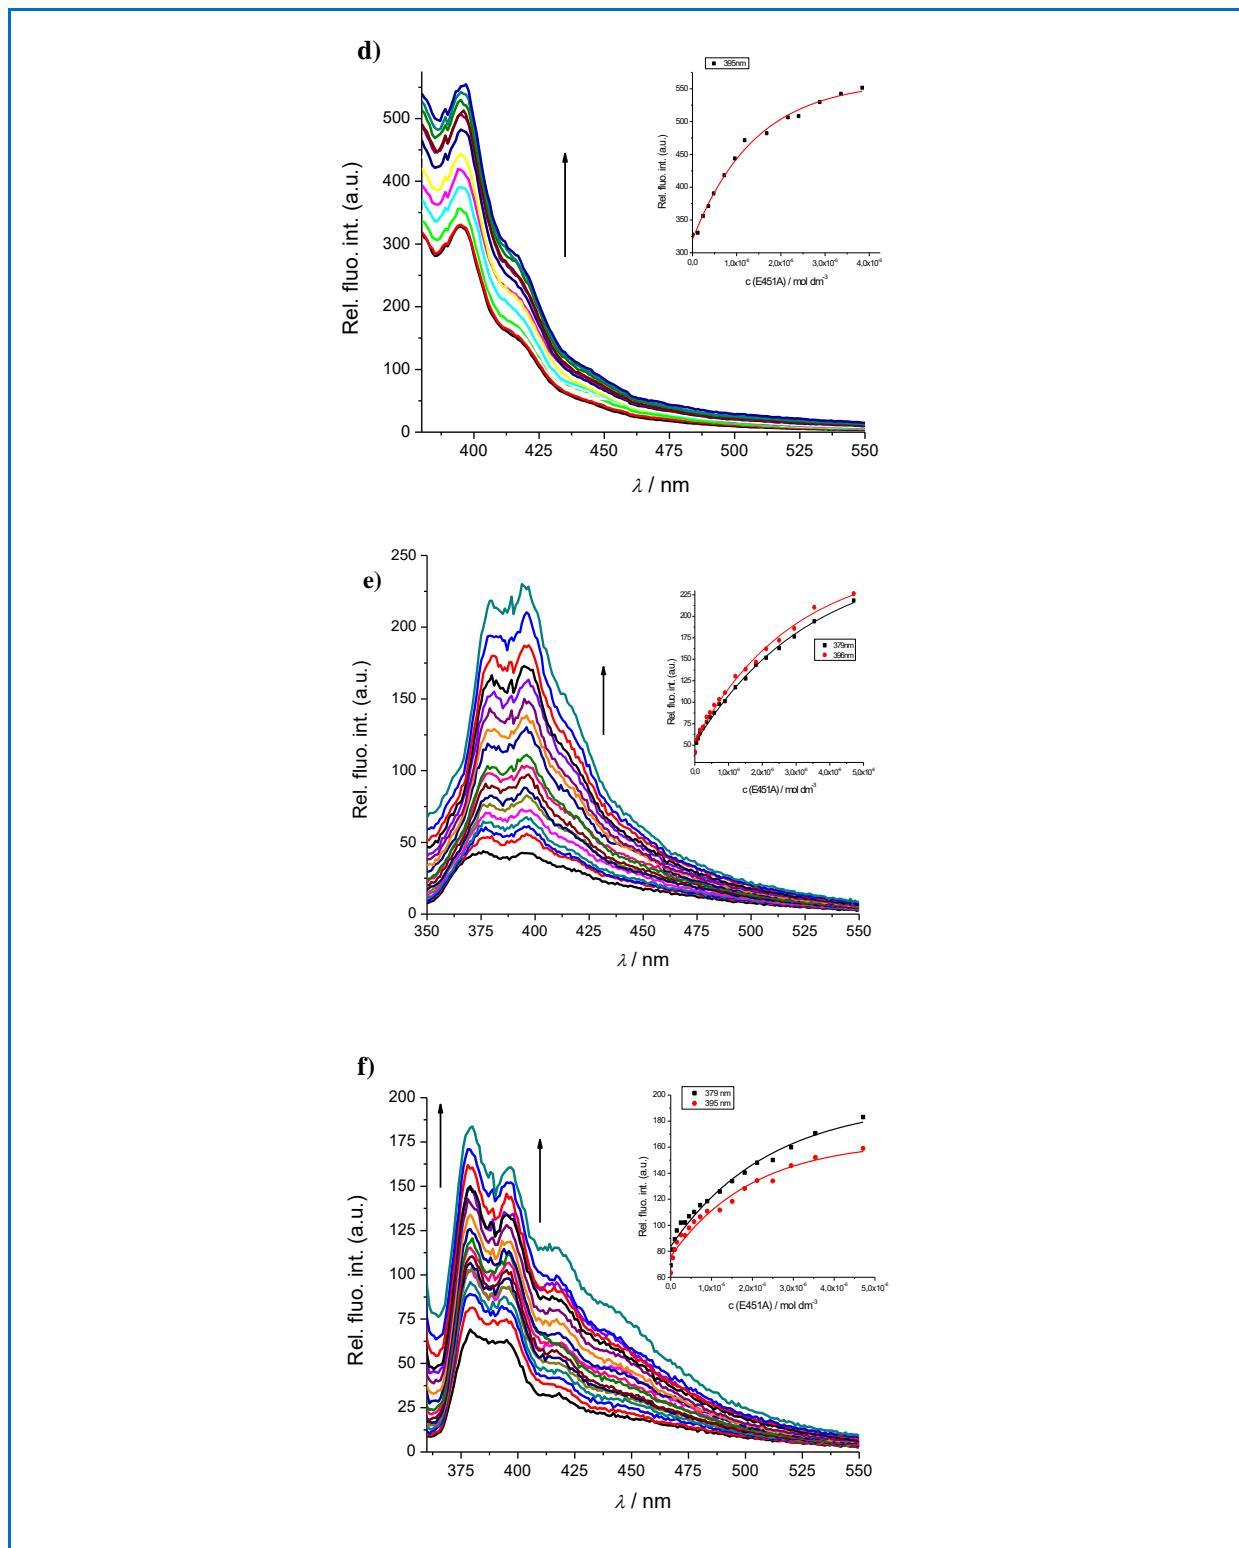 d)
395nm
550
500
450
400
350
300
Rel. fluo. int. (a.u.)
0,0 1,0x10⁻⁶ 2,0x10⁻⁶ 3,0x10⁻⁶ 4,0x10⁻⁶
c (E451A) / mol dm⁻³
500
400
300
200
100
0
Rel. fluo. int. (a.u.)
400 425 450 475 500 525 550
λ / nm
e)
225
200
175
150
125
100
75
50
Rel. fluo. int. (a.u.)
379nm
396nm
0,0 1,0x10⁻⁶ 2,0x10⁻⁶ 3,0x10⁻⁶ 4,0x10⁻⁶ 5,0x10⁻⁶
c (E451A) / mol dm⁻³
250
200
150
100
50
0
Rel. fluo. int. (a.u.)
350 375 400 425 450 475 500 525 550
λ / nm
f)
379 nm
395 nm
200
180
160
140
120
100
80
60
Rel. fluo. int. (a.u.)
0,0 1,0x10⁻⁶ 2,0x10⁻⁶ 3,0x10⁻⁶ 4,0x10⁻⁶ 5,0x10⁻⁶
c (E451A) / mol dm⁻³
200
175
150
125
100
75
50
25
0
Rel. fluo. int. (a.u.)
375 400 425 450 475 500 525 550
λ / nm